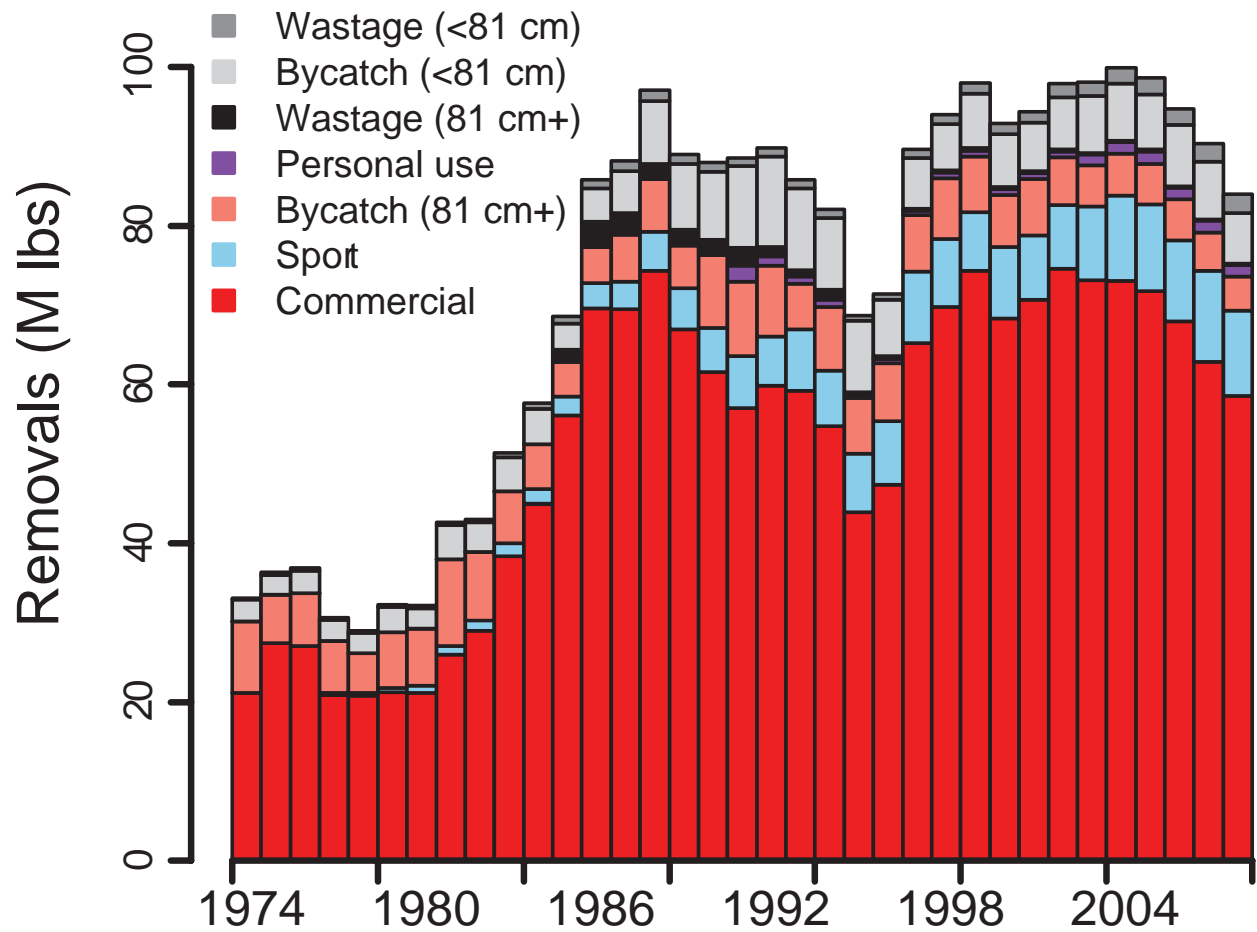 Wastage (<81 cm)
Bycatch (<81 cm)
Wastage (81 cm+)
Personal use
Bycatch (81 cm+)
Sport
Commercial
Removals (M lbs)
100
80
60
40
20
0
1974 1980 1986 1992 1998 2004